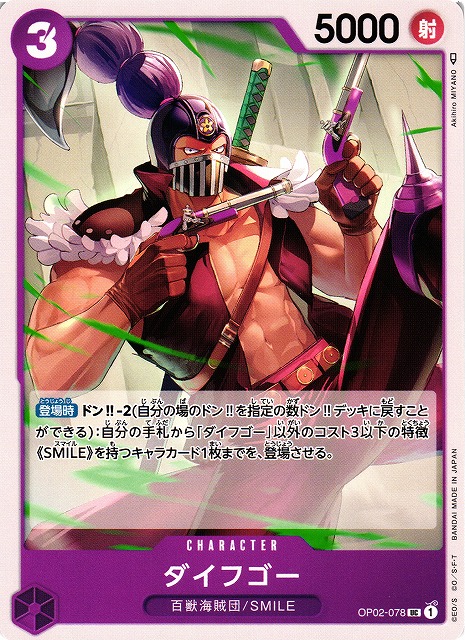 3
5000
射
Akihiro MIYANO
登場時 ドン!!-2(自分の場のドン!!を指定の数ドン!!デッキに戻すこと
ができる):自分の手札から「ダイフゴー」以外のコスト3以下の特徴
《SMILE》を持つキャラカード1枚までを、登場させる。
CHARACTER
ダイフゴー
百獣海賊団/SMILE
OP02-078 UC 1
©EO/S ©O/S・F・T BANDAI MADE IN JAPAN